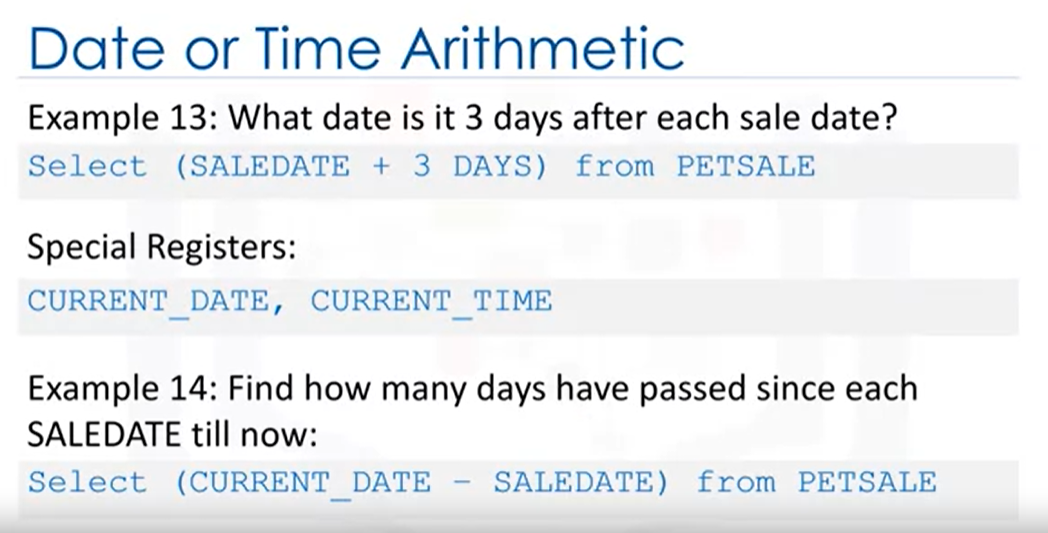 Date or Time Arithmetic
Example 13: What date is it 3 days after each sale date?
Select (SALEDATE + 3 DAYS) from PETSALE
Special Registers:
CURRENT_DATE, CURRENT_TIME
Example 14: Find how many days have passed since each
SALEDATE till now:
Select (CURRENT_DATE - SALEDATE) from PETSALE